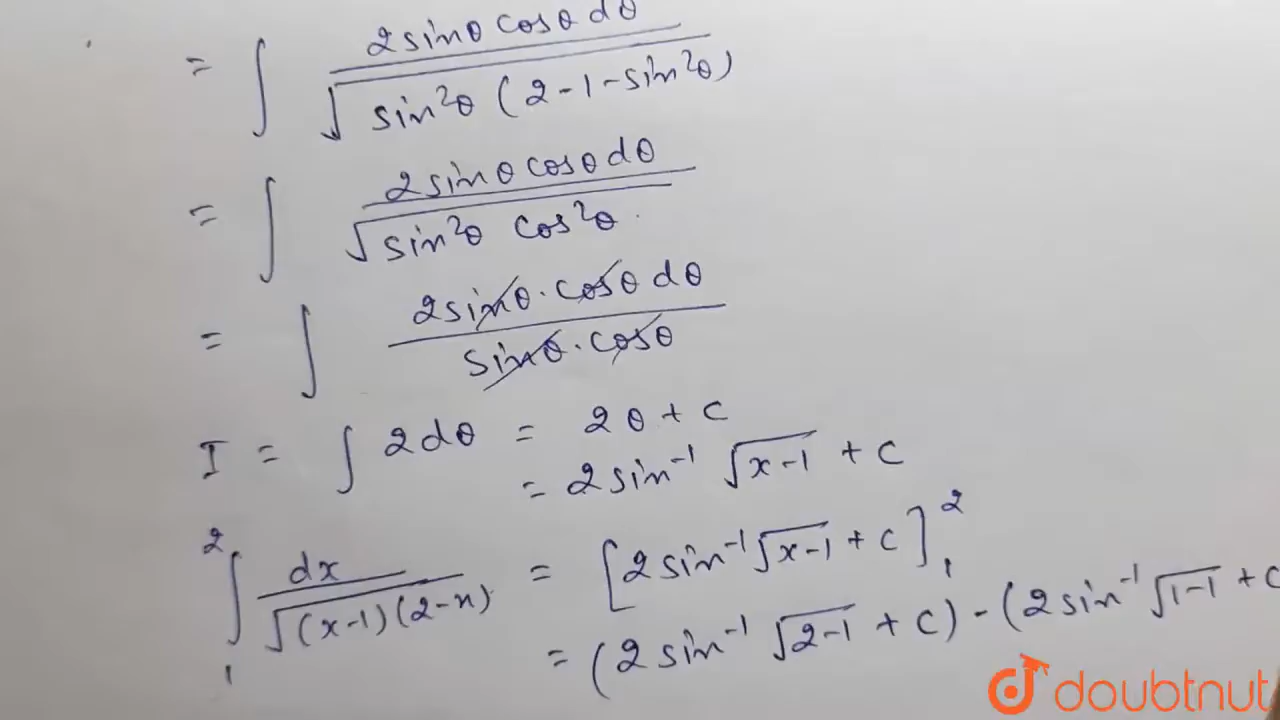 = ∫ 2sinθ cosθ dθ / √(sin²θ (2-1-sin²θ))
= ∫ 2sinθ cosθ dθ / √(sin²θ cos²θ)
= ∫ 2sinθ·cosθ dθ / sinθ·cosθ
I = ∫ 2dθ = 2θ + c
= 2sin⁻¹ √(x-1) + c
∫₁² dx / √((x-1)(2-x)) = [2sin⁻¹√(x-1) + c]₁²
= (2sin⁻¹ √(2-1) + c) - (2sin⁻¹ √(1-1) + c
doubtnut